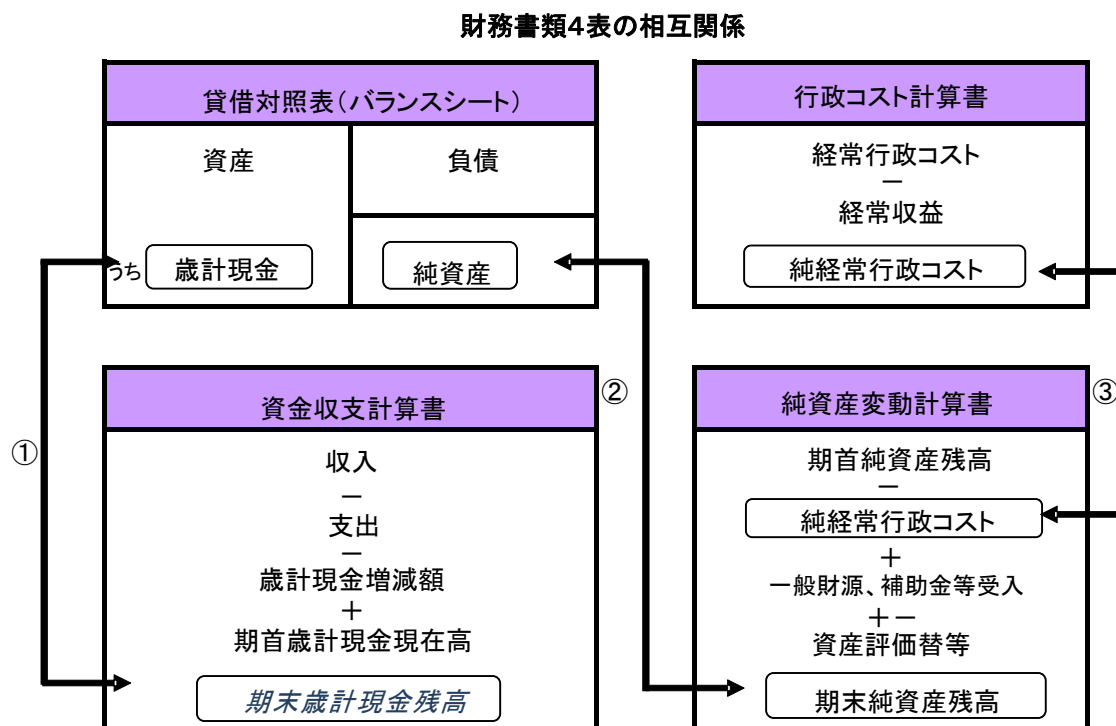 財務書類4表の相互関係
貸借対照表（バランスシート）
資産
負債
うち
歳計現金
純資産
行政コスト計算書
経常行政コスト
－
経常収益
純経常行政コスト
①
資金収支計算書
収入
－
支出
－
歳計現金増減額
＋
期首歳計現金現在高
期末歳計現金残高
②
純資産変動計算書
期首純資産残高
－
純経常行政コスト
＋
一般財源、補助金等受入
＋－
資産評価替等
期末純資産残高
③